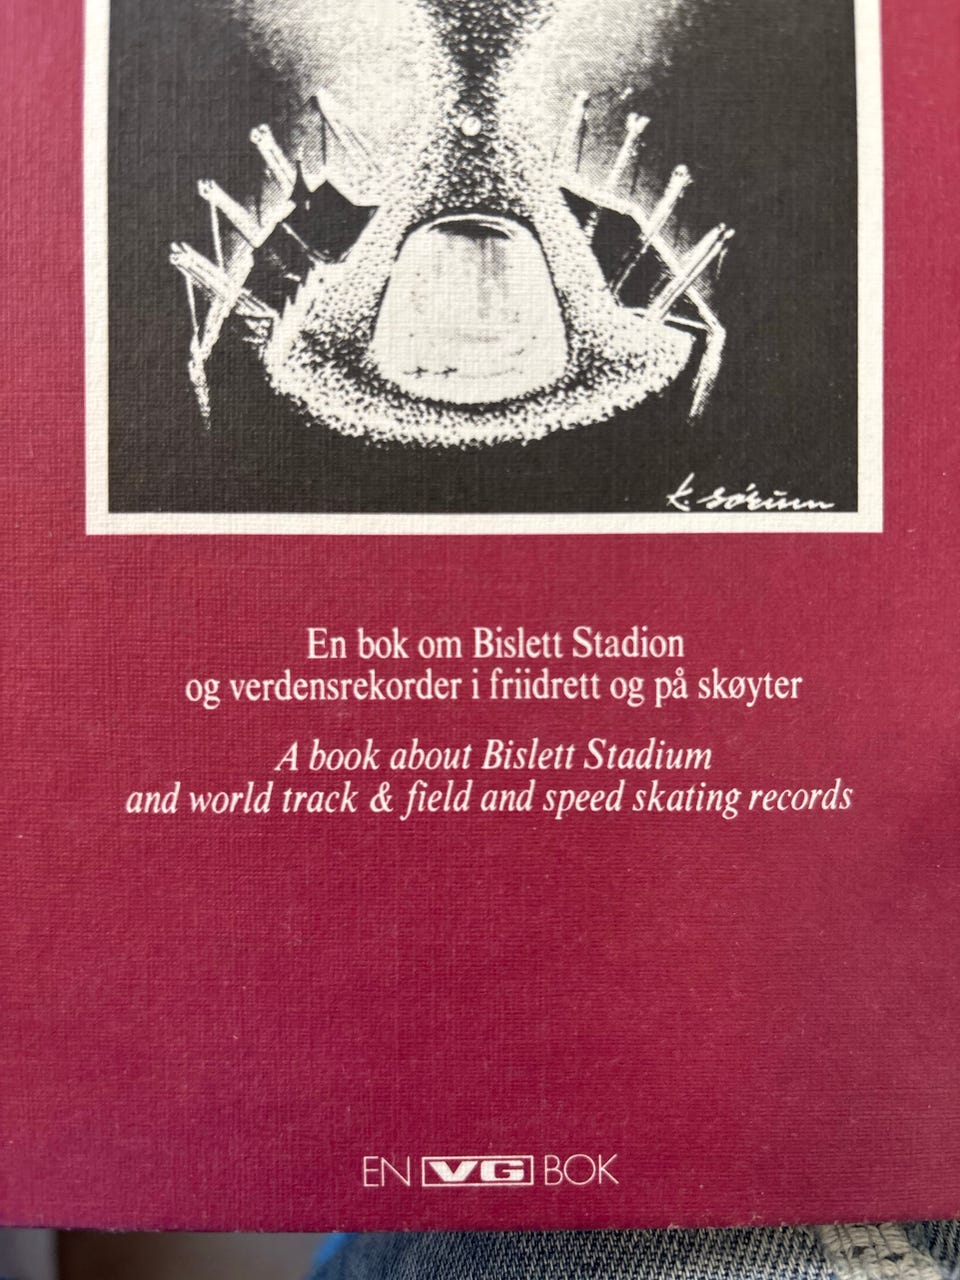 K. Sörunn
En bok om Bislett Stadion
og verdensrekorder i friidrett og på skøyter
A book about Bislett Stadium
and world track & field and speed skating records
EN VG BOK